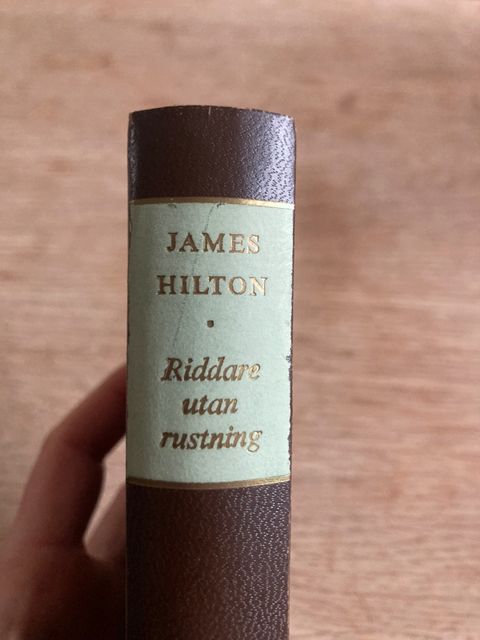 JAMES
HILTON
•
Riddare
utan
rustning